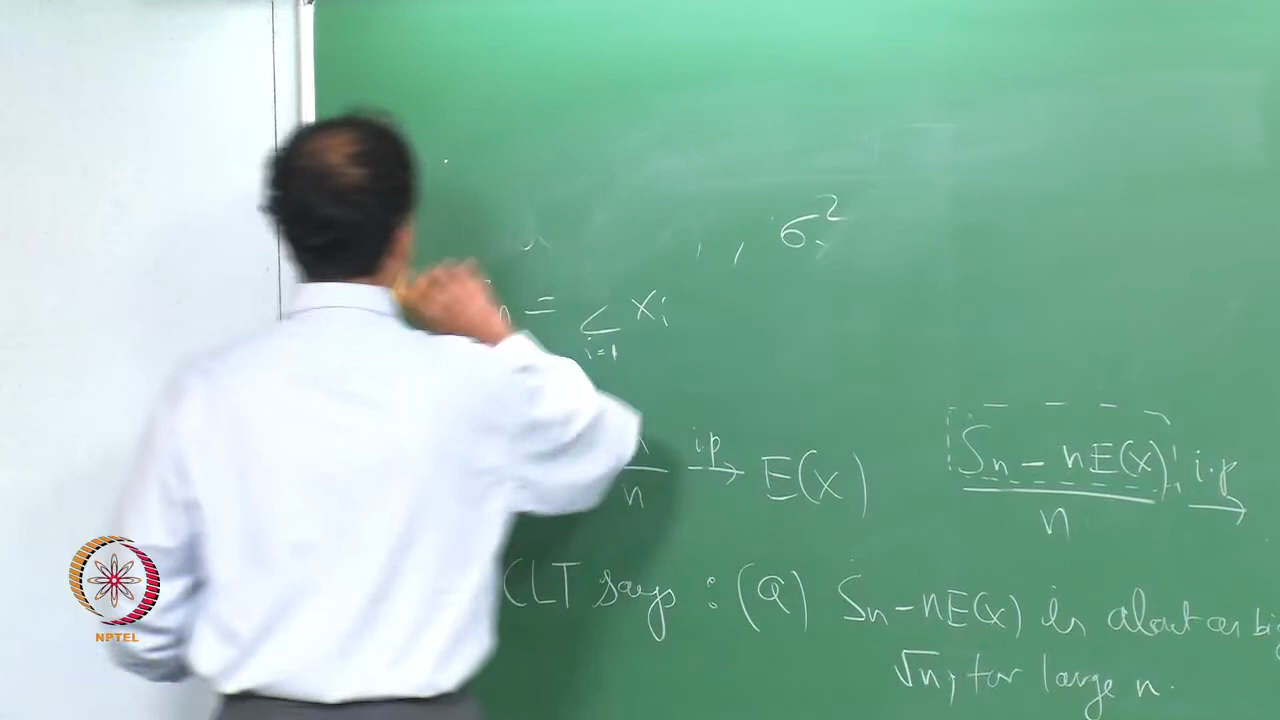 , , σ²
n = Σ Xi
i=1
n i.p → E(X)
Sn - nE(X) i.p →
n
CLT says : (a) Sn - nE(X) is about as big
√n, for large n.
NPTEL